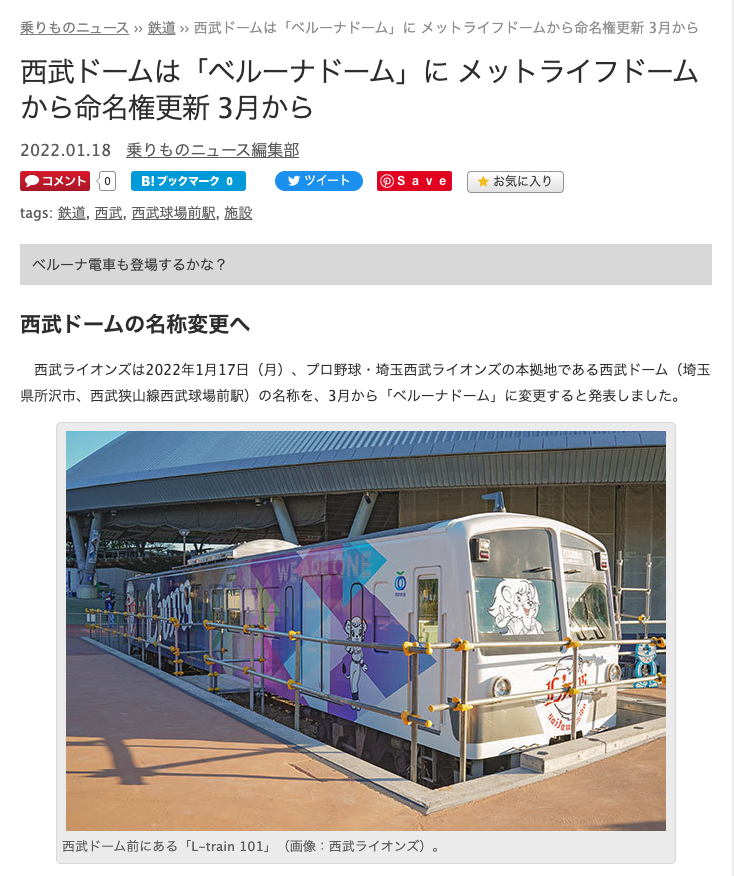 乗りものニュース ›› 鉄道 ›› 西武ドームは「ベルーナドーム」に メットライフドームから命名権更新 3月から
西武ドームは「ベルーナドーム」に メットライフドーム
から命名権更新 3月から
2022.01.18 乗りものニュース編集部
コメント 0 B!ブックマーク 0 ツイート Save お気に入り
tags: 鉄道, 西武, 西武球場前駅, 施設
ベルーナ電車も登場するかな？
西武ドームの名称変更へ
西武ライオンズは2022年1月17日（月）、プロ野球・埼玉西武ライオンズの本拠地である西武ドーム（埼玉
県所沢市、西武狭山線西武球場前駅）の名称を、3月から「ベルーナドーム」に変更すると発表しました。
WE ARE ONE
西武ドーム前にある「L-train 101」（画像：西武ライオンズ）。